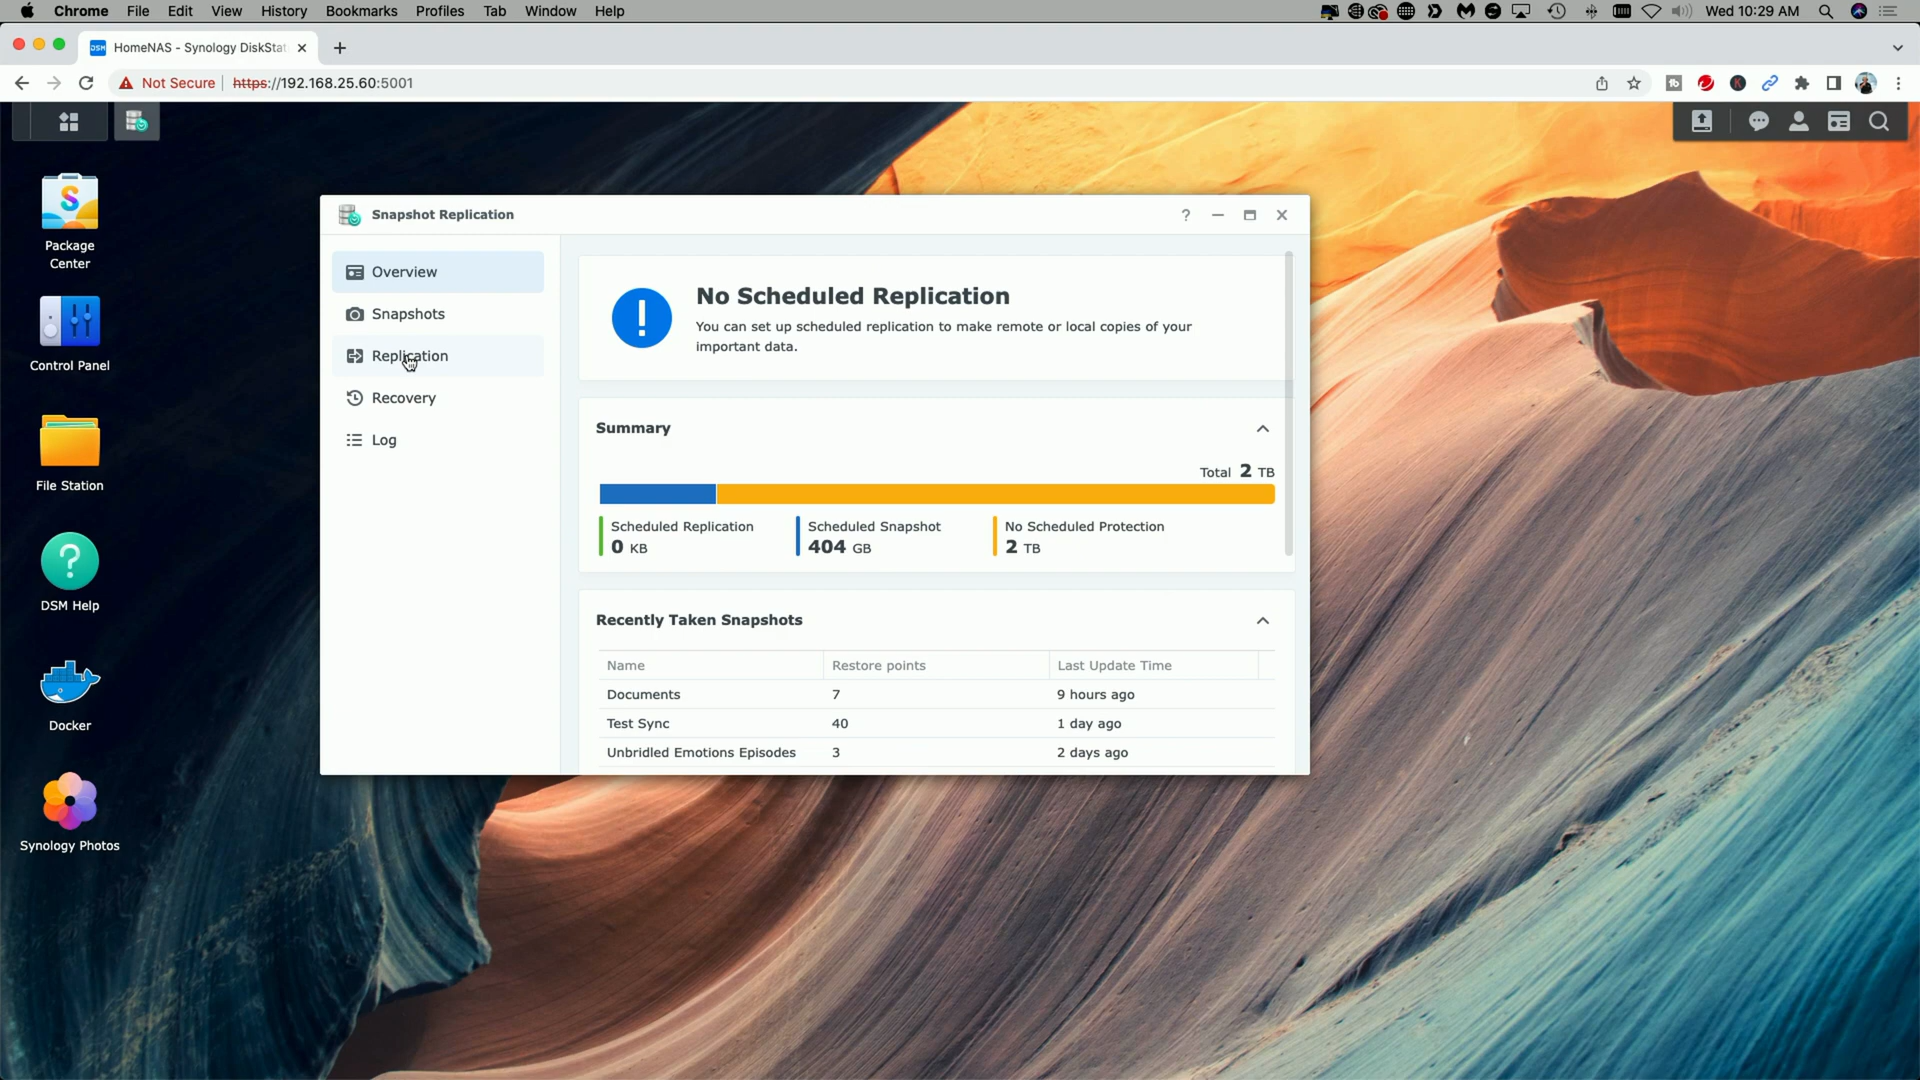 Chrome File Edit View History Bookmarks Profiles Tab Window Help
Wed 10:29 AM
HomeNAS - Synology DiskStat
Not Secure https://192.168.25.60:5001
Package
Center
Control Panel
File Station
DSM Help
Docker
Synology Photos
Snapshot Replication
Overview
Snapshots
Replication
Recovery
Log
No Scheduled Replication
You can set up scheduled replication to make remote or local copies of your
important data.
Summary
Total 2 TB
Scheduled Replication Scheduled Snapshot No Scheduled Protection
0 KB 404 GB 2 TB
Recently Taken Snapshots
Name Restore points Last Update Time
Documents 7 9 hours ago
Test Sync 40 1 day ago
Unbridled Emotions Episodes 3 2 days ago